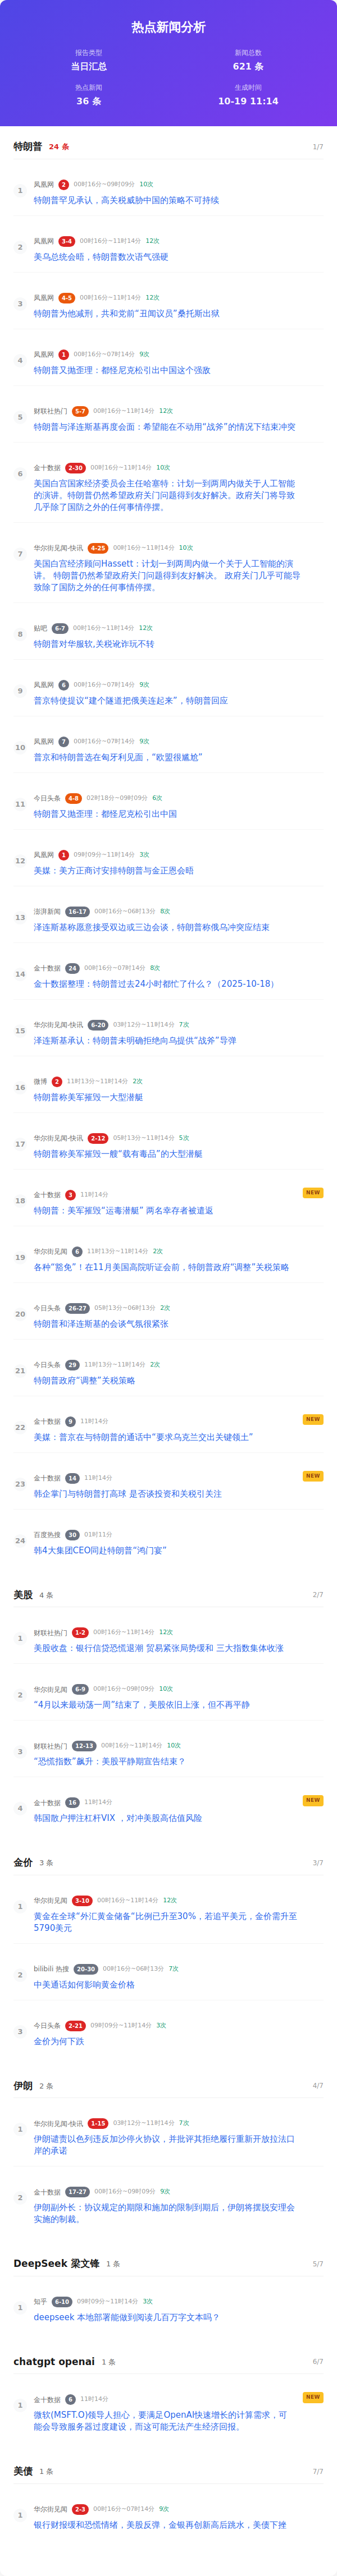 热点新闻分析
报告类型
当日汇总
新闻总数
621 条
热点新闻
36 条
生成时间
10-19 11:14
特朗普 24 条 1/7
1
凤凰网 2 00时16分~09时09分 10次
特朗普罕见承认，高关税威胁中国的策略不可持续
2
凤凰网 3-4 00时16分~11时14分 12次
美乌总统会晤，特朗普数次语气强硬
3
凤凰网 4-5 00时16分~11时14分 12次
特朗普为他减刑，共和党前“丑闻议员”桑托斯出狱
4
凤凰网 1 00时16分~07时14分 9次
特朗普又抛歪理：都怪尼克松引出中国这个强敌
5
财联社热门 5-7 00时16分~11时14分 12次
特朗普与泽连斯基再度会面：希望能在不动用“战斧”的情况下结束冲突
6
金十数据 2-30 00时16分~11时14分 10次
美国白宫国家经济委员会主任哈塞特：计划一到两周内做关于人工智能
的演讲。特朗普仍然希望政府关门问题得到友好解决。政府关门将导致
几乎除了国防之外的任何事情停摆。
7
华尔街见闻-快讯 4-25 00时16分~11时14分 10次
美国白宫经济顾问Hassett：计划一到两周内做一个关于人工智能的演
讲。 特朗普仍然希望政府关门问题得到友好解决。 政府关门几乎可能导
致除了国防之外的任何事情停摆。
8
贴吧 6-7 00时16分~11时14分 12次
特朗普对华服软,关税讹诈玩不转
9
凤凰网 6 00时16分~07时14分 9次
普京特使提议“建个隧道把俄美连起来”，特朗普回应
10
凤凰网 7 00时16分~07时14分 9次
普京和特朗普选在匈牙利见面，“欧盟很尴尬”
11
今日头条 4-8 02时18分~09时09分 6次
特朗普又抛歪理：都怪尼克松引出中国
12
凤凰网 1 09时09分~11时14分 3次
美媒：美方正商讨安排特朗普与金正恩会晤
13
澎湃新闻 16-17 00时16分~06时13分 8次
泽连斯基称愿意接受双边或三边会谈，特朗普称俄乌冲突应结束
14
金十数据 24 00时16分~07时14分 8次
金十数据整理：特朗普过去24小时都忙了什么？（2025-10-18）
15
华尔街见闻-快讯 6-20 03时12分~11时14分 7次
泽连斯基承认：特朗普未明确拒绝向乌提供“战斧”导弹
16
微博 2 11时13分~11时14分 2次
特朗普称美军摧毁一大型潜艇
17
华尔街见闻-快讯 2-12 05时13分~11时14分 5次
特朗普称美军摧毁一艘“载有毒品”的大型潜艇
18
金十数据 3 11时14分 NEW
特朗普：美军摧毁“运毒潜艇” 两名幸存者被遣返
19
华尔街见闻 6 11时13分~11时14分 2次
各种“豁免”！在11月美国高院听证会前，特朗普政府“调整”关税策略
20
今日头条 26-27 05时13分~06时13分 2次
特朗普和泽连斯基的会谈气氛很紧张
21
今日头条 29 11时13分~11时14分 2次
特朗普政府“调整”关税策略
22
金十数据 9 11时14分 NEW
美媒：普京在与特朗普的通话中“要求乌克兰交出关键领土”
23
金十数据 14 11时14分 NEW
韩企掌门与特朗普打高球 是否谈投资和关税引关注
24
百度热搜 30 01时11分
韩4大集团CEO同赴特朗普“鸿门宴”
美股 4 条 2/7
1
财联社热门 1-2 00时16分~11时14分 12次
美股收盘：银行信贷恐慌退潮 贸易紧张局势缓和 三大指数集体收涨
2
华尔街见闻 6-9 00时16分~09时09分 10次
“4月以来最动荡一周”结束了，美股依旧上涨，但不再平静
3
财联社热门 12-13 00时16分~11时14分 10次
“恐慌指数”飙升：美股平静期宣告结束？
4
金十数据 16 11时14分 NEW
韩国散户押注杠杆VIX ，对冲美股高估值风险
金价 3 条 3/7
1
华尔街见闻 3-10 00时16分~11时14分 12次
黄金在全球“外汇黄金储备”比例已升至30%，若追平美元，金价需升至
5790美元
2
bilibili 热搜 20-30 00时16分~06时13分 7次
中美通话如何影响黄金价格
3
今日头条 2-21 09时09分~11时14分 3次
金价为何下跌
伊朗 2 条 4/7
1
华尔街见闻-快讯 1-15 03时12分~11时14分 7次
伊朗谴责以色列违反加沙停火协议，并批评其拒绝履行重新开放拉法口
岸的承诺
2
金十数据 17-27 00时16分~09时09分 9次
伊朗副外长：协议规定的期限和施加的限制到期后，伊朗将摆脱安理会
实施的制裁。
DeepSeek 梁文锋 1 条 5/7
1
知乎 6-10 09时09分~11时14分 3次
deepseek 本地部署能做到阅读几百万字文本吗？
chatgpt openai 1 条 6/7
1
金十数据 6 11时14分 NEW
微软(MSFT.O)领导人担心，要满足OpenAI快速增长的计算需求，可
能会导致服务器过度建设，而这可能无法产生经济回报。
美债 1 条 7/7
1
华尔街见闻 2-3 00时16分~07时14分 9次
银行财报缓和恐慌情绪，美股反弹，金银再创新高后跳水，美债下挫